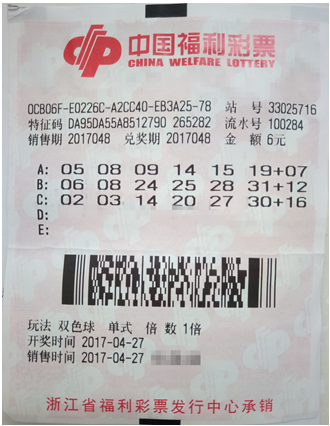 中国福利彩票
CHINA WELFARE LOTTERY
OCB06F-E0226C-A2CC40-EB3A25-78 站 号 33025716
特征码 DA95DA55A8512790 265282 流水号 100284
销售期 2017048 兑奖期 2017048 金 额 6元
A: 05 08 09 14 15 19+07
B: 06 08 24 25 28 31+12
C: 02 03 14 20 27 30+16
D:
E:
玩法 双色球 单式 倍 数 1倍
开奖时间 2017-04-27
销售时间 2017-04-27
浙江省福利彩票发行中心承销